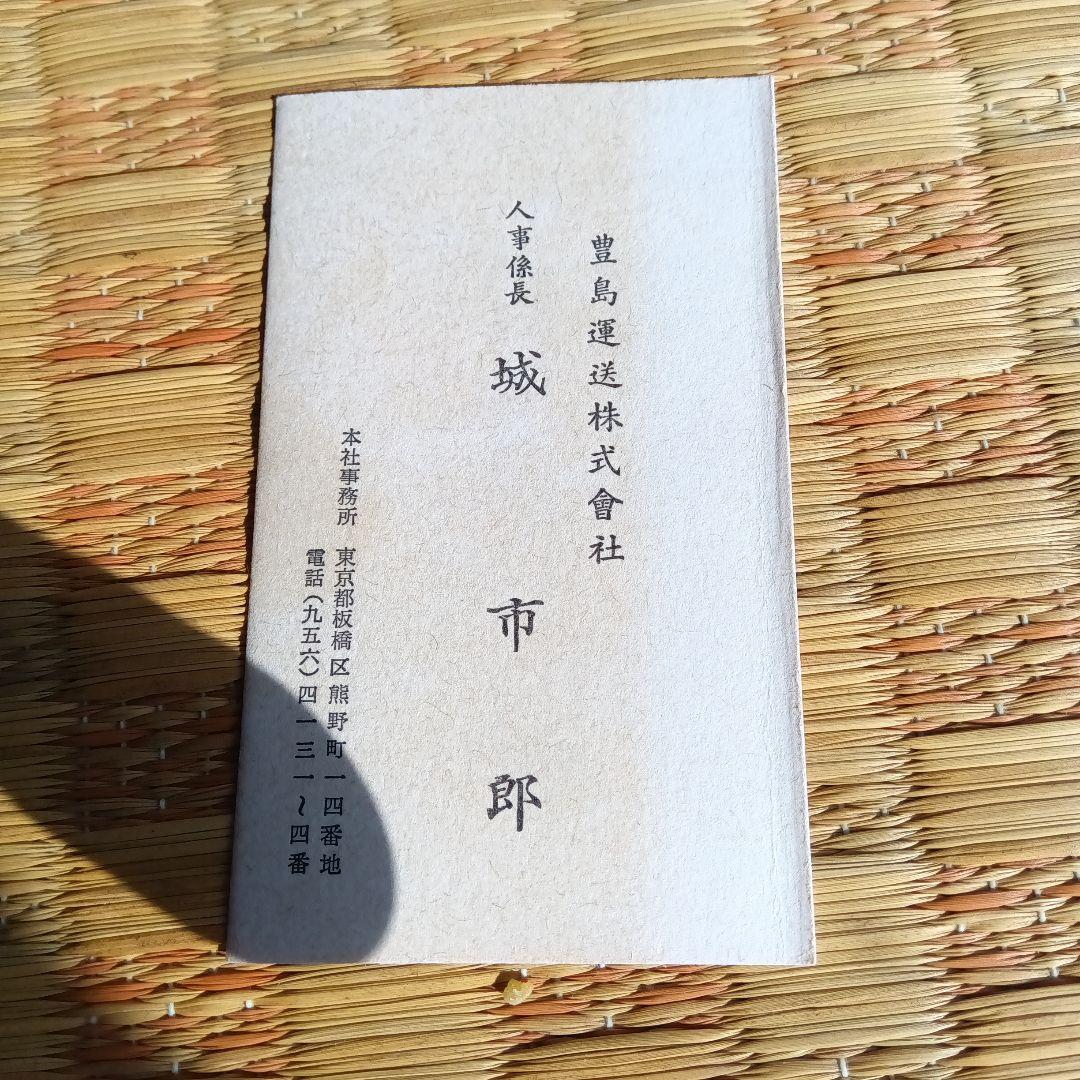 豊島運送株式會社
人事係長 城市郎
本社事務所 東京都板橋区熊野町一四番地
電話(九五六)四一三一~四番